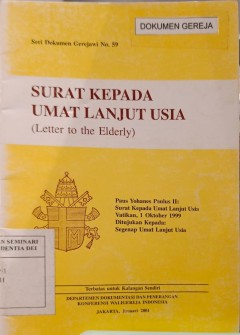 DOKUMEN GEREJA
Seri Dokumen Gerejawi No. 59
SURAT KEPADA
UMAT LANJUT USIA
(Letter to the Elderly)
Paus Yohanes Paulus II:
Surat Kepada Umat Lanjut Usia
Vatikan, 1 Oktober 1999
Ditujukan Kepada:
Segenap Umat Lanjut Usia
SEMINARI
DENTIA DEI
Terbatas untuk Kalangan Sendiri
DEPARTEMEN DOKUMENTASI DAN PENERANGAN
KONFERENSI WALIGEREJA INDONESIA
JAKARTA, 2001